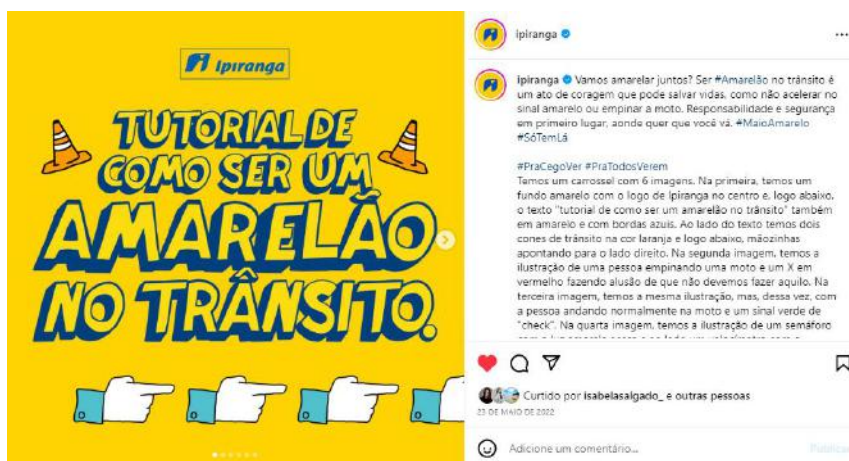 ipiranga
TUTORIAL DE
COMO SER UM
AMARELÃO
NO TRÂNSITO.
ipiranga
ipiranga Vamos amarelar juntos? Ser #Amarelão no trânsito é
um ato de coragem que pode salvar vidas, como não acelerar no
sinal amarelo ou empinar a moto. Responsabilidade e segurança
em primeiro lugar, aonde quer que você vá. #MaioAmarelo
#SóTemLá
#PraCegoVer #PraTodosVerem
Temos um carrossel com 6 imagens. Na primeira, temos um
fundo amarelo com o logo de Ipiranga no centro e, logo abaixo,
o texto "tutorial de como ser um amarelão no trânsito" também
em amarelo e com bordas azuis. Ao lado do texto temos dois
cones de trânsito na cor laranja e logo abaixo, mãozinhas
apontando para o lado direito. Na segunda imagem, temos a
ilustração de uma pessoa empinando uma moto e um X em
vermelho fazendo alusão de que não devemos fazer aquilo. Na
terceira imagem, temos a mesma ilustração, mas, dessa vez, com
a pessoa andando normalmente na moto e um sinal verde de
"check". Na quarta imagem, temos a ilustração de um semáforo
Curtido por isabelasalgado_ e outras pessoas
23 DE MAIO DE 2022
Adicione um comentário...
Publicar